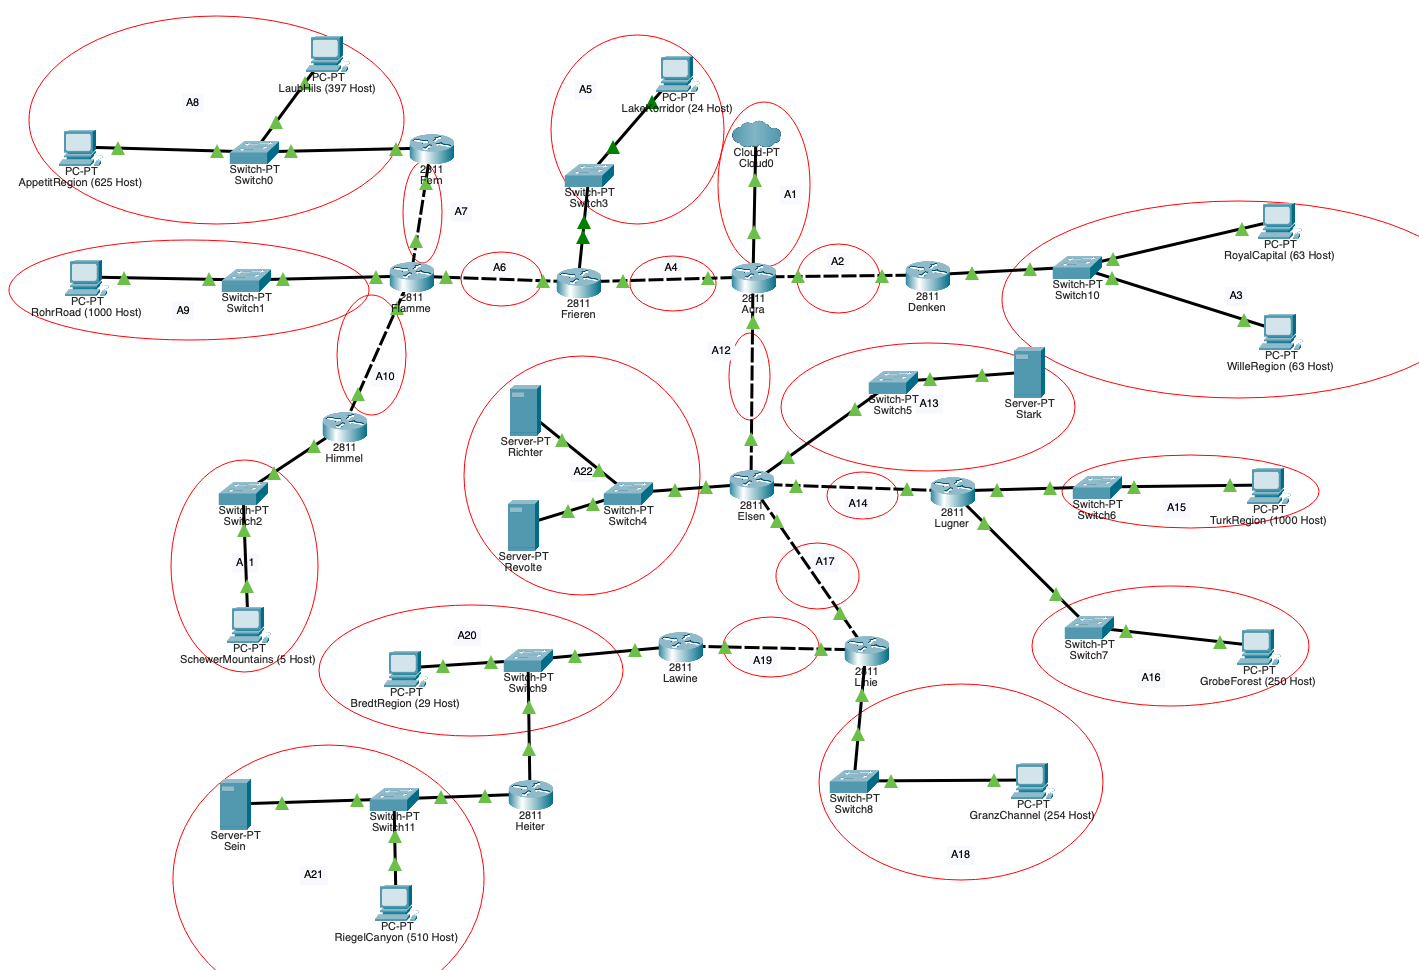 A8
PC-PT
LaubHils (397 Host)
PC-PT
AppetitRegion (625 Host)
Switch-PT
Switch0
2811
Fern
A7
A5
PC-PT
LakeKorridor (24 Host)
Switch-PT
Switch3
Cloud-PT
Cloud0
A1
PC-PT
RohrRoad (1000 Host)
Switch-PT
Switch1
A9
2811
Flamme
A6
2811
Frieren
A4
2811
Aura
A2
2811
Denken
Switch-PT
Switch10
PC-PT
RoyalCapital (63 Host)
A3
PC-PT
WilleRegion (63 Host)
A10
2811
Himmel
A12
Switch-PT
Switch5
A13
Server-PT
Stark
Server-PT
Richter
A22
Switch-PT
Switch4
Server-PT
Revolte
2811
Elsen
A14
2811
Lugner
Switch-PT
Switch6
A15
PC-PT
TurkRegion (1000 Host)
Switch-PT
Switch2
A11
PC-PT
SchewerMountains (5 Host)
A17
Switch-PT
Switch7
A16
PC-PT
GrobeForest (250 Host)
A20
PC-PT
BredtRegion (29 Host)
Switch-PT
Switch9
2811
Lawine
A19
2811
Linie
Server-PT
Sein
Switch-PT
Switch11
2811
Heiter
A21
PC-PT
RiegelCanyon (510 Host)
Switch-PT
Switch8
PC-PT
GranzChannel (254 Host)
A18